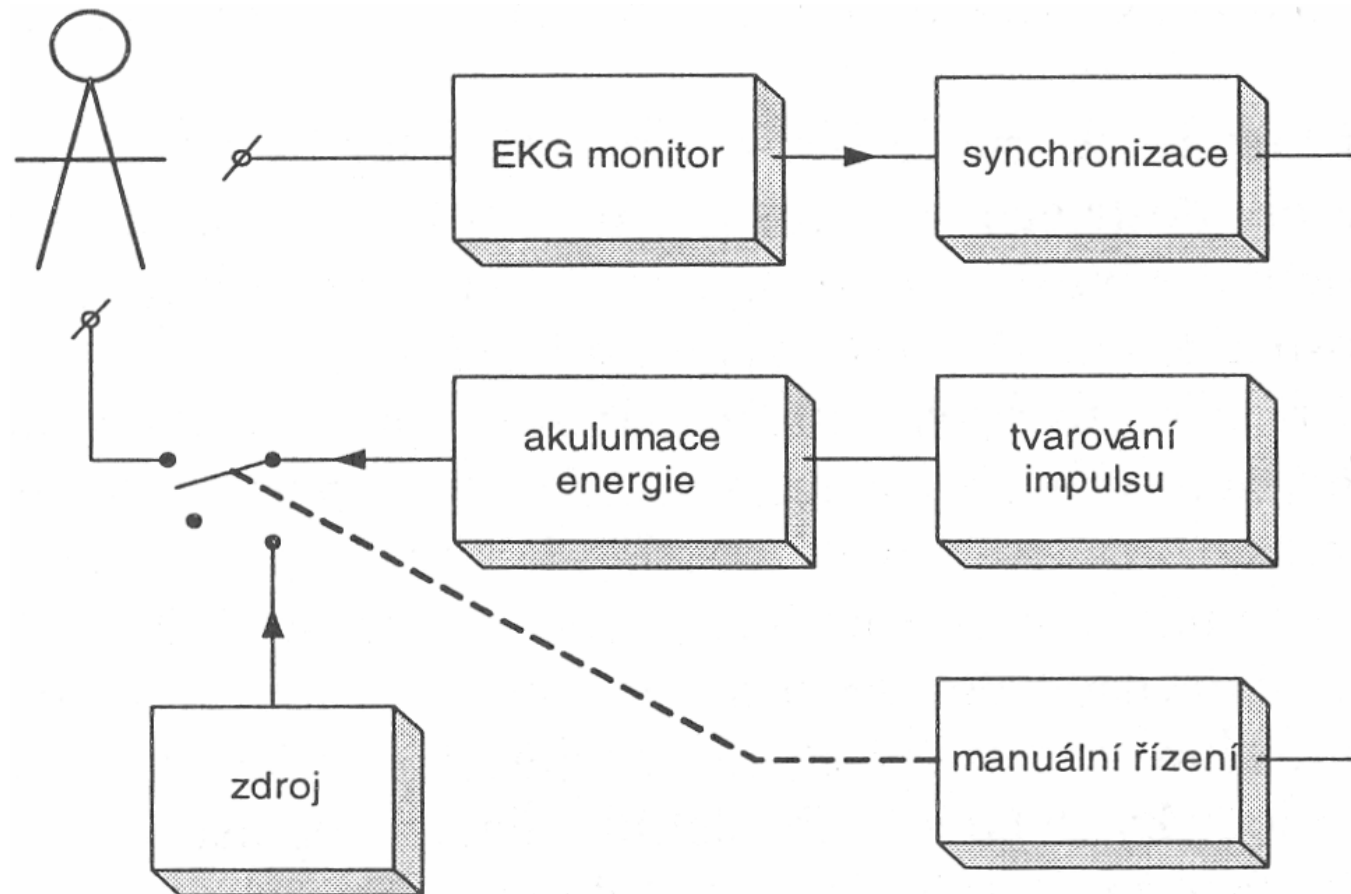 EKG monitor
synchronizace
akulumace
energie
tvarování
impulsu
manuální řízení
zdroj